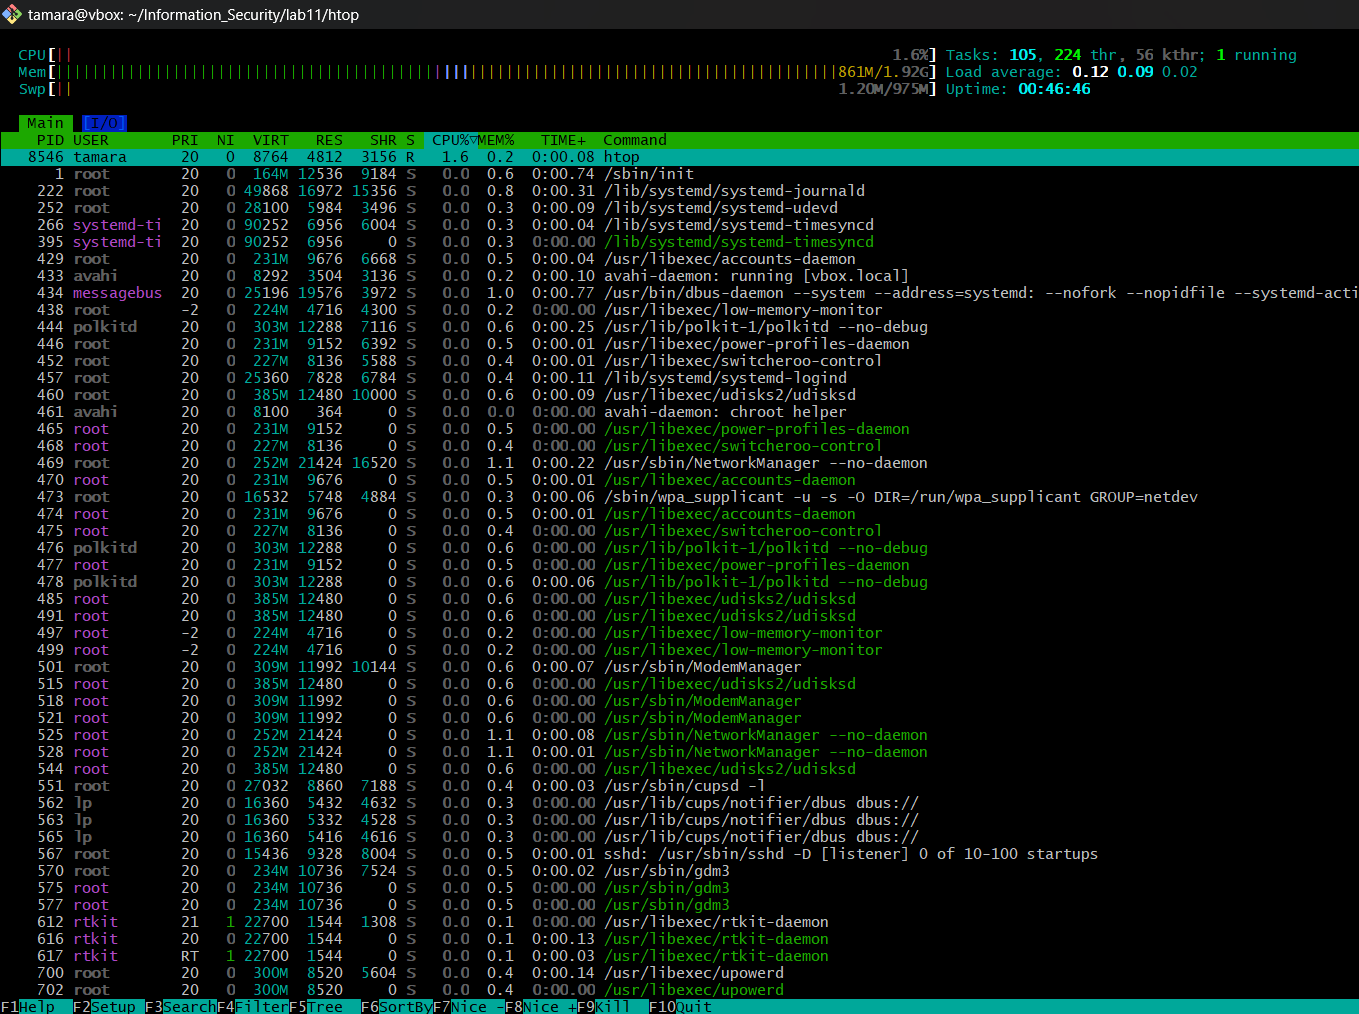 tamara@vbox: ~/Information_Security/lab11/htop
CPU[|| 1.6%] Tasks: 105, 224 thr, 56 kthr; 1 running
Mem[||||||||||||||||||||||||||||||||||||||||||||||||||||||||||||||||||||||||||||||||||||||861M/1.92G] Load average: 0.12 0.09 0.02
Swp[|| 1.20M/975M] Uptime: 00:46:46
Main [I/O]
PID USER PRI NI VIRT RES SHR S CPU%▽MEM% TIME+ Command
8546 tamara 20 0 8764 4812 3156 R 1.6 0.2 0:00.08 htop
1 root 20 0 164M 12536 9184 S 0.0 0.6 0:00.74 /sbin/init
222 root 20 0 49868 16972 15356 S 0.0 0.8 0:00.31 /lib/systemd/systemd-journald
252 root 20 0 28100 5984 3496 S 0.0 0.3 0:00.09 /lib/systemd/systemd-udevd
266 systemd-ti 20 0 90252 6956 6004 S 0.0 0.3 0:00.04 /lib/systemd/systemd-timesyncd
395 systemd-ti 20 0 90252 6956 0 S 0.0 0.3 0:00.00 /lib/systemd/systemd-timesyncd
429 root 20 0 231M 9676 6668 S 0.0 0.5 0:00.04 /usr/libexec/accounts-daemon
433 avahi 20 0 8292 3504 3136 S 0.0 0.2 0:00.10 avahi-daemon: running [vbox.local]
434 messagebus 20 0 25196 19576 3972 S 0.0 1.0 0:00.77 /usr/bin/dbus-daemon --system --address=systemd: --nofork --nopidfile --systemd-acti
438 root -2 0 224M 4716 4300 S 0.0 0.2 0:00.00 /usr/libexec/low-memory-monitor
444 polkitd 20 0 303M 12288 7116 S 0.0 0.6 0:00.25 /usr/lib/polkit-1/polkitd --no-debug
446 root 20 0 231M 9152 6392 S 0.0 0.5 0:00.01 /usr/libexec/power-profiles-daemon
452 root 20 0 227M 8136 5588 S 0.0 0.4 0:00.01 /usr/libexec/switcheroo-control
457 root 20 0 25360 7828 6784 S 0.0 0.4 0:00.11 /lib/systemd/systemd-logind
460 root 20 0 385M 12480 10000 S 0.0 0.6 0:00.09 /usr/libexec/udisks2/udisksd
461 avahi 20 0 8100 364 0 S 0.0 0.0 0:00.00 avahi-daemon: chroot helper
465 root 20 0 231M 9152 0 S 0.0 0.5 0:00.00 /usr/libexec/power-profiles-daemon
468 root 20 0 227M 8136 0 S 0.0 0.4 0:00.00 /usr/libexec/switcheroo-control
469 root 20 0 252M 21424 16520 S 0.0 1.1 0:00.22 /usr/sbin/NetworkManager --no-daemon
470 root 20 0 231M 9676 0 S 0.0 0.5 0:00.01 /usr/libexec/accounts-daemon
473 root 20 0 16532 5748 4884 S 0.0 0.3 0:00.06 /sbin/wpa_supplicant -u -s -O DIR=/run/wpa_supplicant GROUP=netdev
474 root 20 0 231M 9676 0 S 0.0 0.5 0:00.01 /usr/libexec/accounts-daemon
475 root 20 0 227M 8136 0 S 0.0 0.4 0:00.00 /usr/libexec/switcheroo-control
476 polkitd 20 0 303M 12288 0 S 0.0 0.6 0:00.00 /usr/lib/polkit-1/polkitd --no-debug
477 root 20 0 231M 9152 0 S 0.0 0.5 0:00.00 /usr/libexec/power-profiles-daemon
478 polkitd 20 0 303M 12288 0 S 0.0 0.6 0:00.06 /usr/lib/polkit-1/polkitd --no-debug
485 root 20 0 385M 12480 0 S 0.0 0.6 0:00.00 /usr/libexec/udisks2/udisksd
491 root 20 0 385M 12480 0 S 0.0 0.6 0:00.00 /usr/libexec/udisks2/udisksd
497 root -2 0 224M 4716 0 S 0.0 0.2 0:00.00 /usr/libexec/low-memory-monitor
499 root -2 0 224M 4716 0 S 0.0 0.2 0:00.00 /usr/libexec/low-memory-monitor
501 root 20 0 309M 11992 10144 S 0.0 0.6 0:00.07 /usr/sbin/ModemManager
515 root 20 0 385M 12480 0 S 0.0 0.6 0:00.00 /usr/libexec/udisks2/udisksd
518 root 20 0 309M 11992 0 S 0.0 0.6 0:00.00 /usr/sbin/ModemManager
521 root 20 0 309M 11992 0 S 0.0 0.6 0:00.00 /usr/sbin/ModemManager
525 root 20 0 252M 21424 0 S 0.0 1.1 0:00.08 /usr/sbin/NetworkManager --no-daemon
528 root 20 0 252M 21424 0 S 0.0 1.1 0:00.01 /usr/sbin/NetworkManager --no-daemon
544 root 20 0 385M 12480 0 S 0.0 0.6 0:00.00 /usr/libexec/udisks2/udisksd
551 root 20 0 27032 8860 7188 S 0.0 0.4 0:00.03 /usr/sbin/cupsd -l
562 lp 20 0 16360 5432 4632 S 0.0 0.3 0:00.00 /usr/lib/cups/notifier/dbus dbus://
563 lp 20 0 16360 5332 4528 S 0.0 0.3 0:00.00 /usr/lib/cups/notifier/dbus dbus://
565 lp 20 0 16360 5416 4616 S 0.0 0.3 0:00.00 /usr/lib/cups/notifier/dbus dbus://
567 root 20 0 15436 9328 8004 S 0.0 0.5 0:00.01 sshd: /usr/sbin/sshd -D [listener] 0 of 10-100 startups
570 root 20 0 234M 10736 7524 S 0.0 0.5 0:00.02 /usr/sbin/gdm3
575 root 20 0 234M 10736 0 S 0.0 0.5 0:00.00 /usr/sbin/gdm3
577 root 20 0 234M 10736 0 S 0.0 0.5 0:00.00 /usr/sbin/gdm3
612 rtkit 21 1 22700 1544 1308 S 0.0 0.1 0:00.00 /usr/libexec/rtkit-daemon
616 rtkit 20 0 22700 1544 0 S 0.0 0.1 0:00.13 /usr/libexec/rtkit-daemon
617 rtkit RT 1 22700 1544 0 S 0.0 0.1 0:00.03 /usr/libexec/rtkit-daemon
700 root 20 0 300M 8520 5604 S 0.0 0.4 0:00.14 /usr/libexec/upowerd
702 root 20 0 300M 8520 0 S 0.0 0.4 0:00.00 /usr/libexec/upowerd
F1Help F2Setup F3SearchF4FilterF5Tree F6SortByF7Nice -F8Nice +F9Kill F10Quit